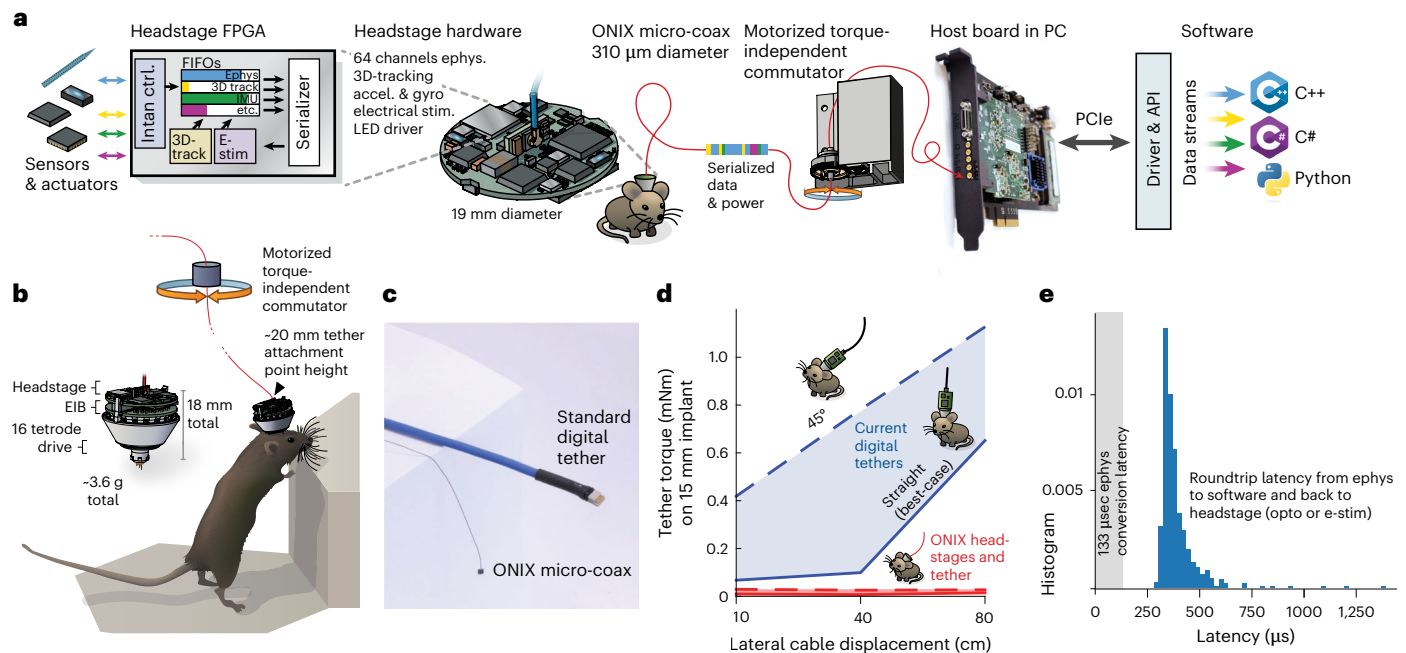 a
Headstage FPGA
Intan ctrl.
FIFOs
Ephys
3D track
IMU
etc.
3D-
track
E-
stim
Serializer
Sensors
& actuators
Headstage hardware
64 channels ephys.
3D-tracking
accel. & gyro
electrical stim.
LED driver
19 mm diameter
ONIX micro-coax
310 µm diameter
Serialized
data
& power
Motorized torque-
independent
commutator
Host board in PC
PCIe
Software
Driver & API
Data streams
C++
C++
C#
C#
Python
b
Motorized
torque-
independent
commutator
~20 mm tether
attachment
point height
Headstage
EIB
16 tetrode
drive
18 mm
total
~3.6 g
total
c
Standard
digital
tether
ONIX micro-coax
d
Tether torque (mNm)
on 15 mm implant
1.0
0.8
0.6
0.4
0.2
0
45°
Current
digital
tethers
Straight
(best-case)
ONIX head-
stages and
tether
10
40
80
Lateral cable displacement (cm)
e
Histogram
0.01
0.005
133 µsec ephys
conversion latency
Roundtrip latency from ephys
to software and back to
headstage (opto or e-stim)
0
250
500
750
1000
1,250
Latency (µs)